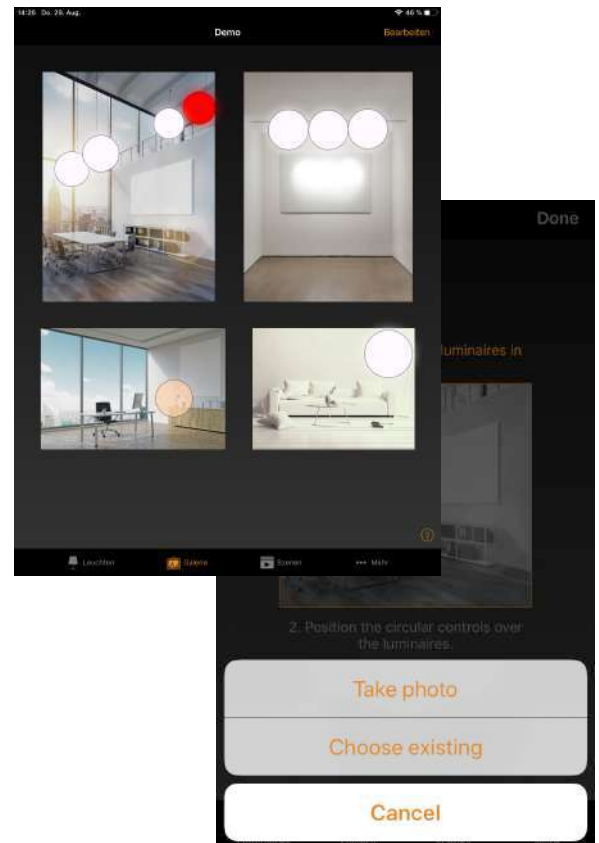 14:26 Do. 29. Aug.
46 %
Demo
Bearbeiten
Leuchten
Galerie
Szenen
Mehr
Done
luminaires in
2. Position the circular controls over
the luminaires.
Take photo
Choose existing
Cancel